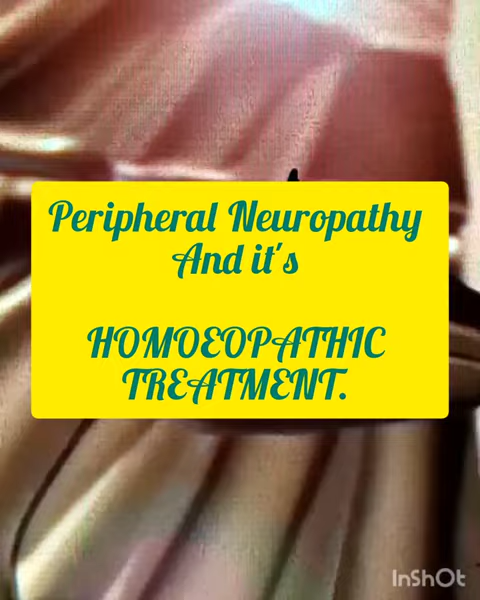 Peripheral Neuropathy
And it's
HOMOEOPATHIC
TREATMENT.
InShOt